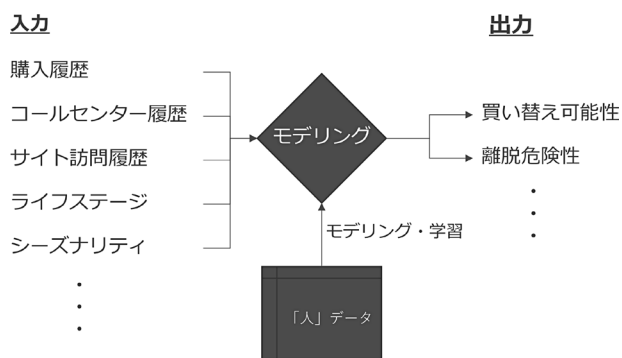 入力
購入履歴
コールセンター履歴
サイト訪問履歴
ライフステージ
シーズナリティ
モデリング
モデリング・学習
「人」データ
出力
買い替え可能性
離脱危険性